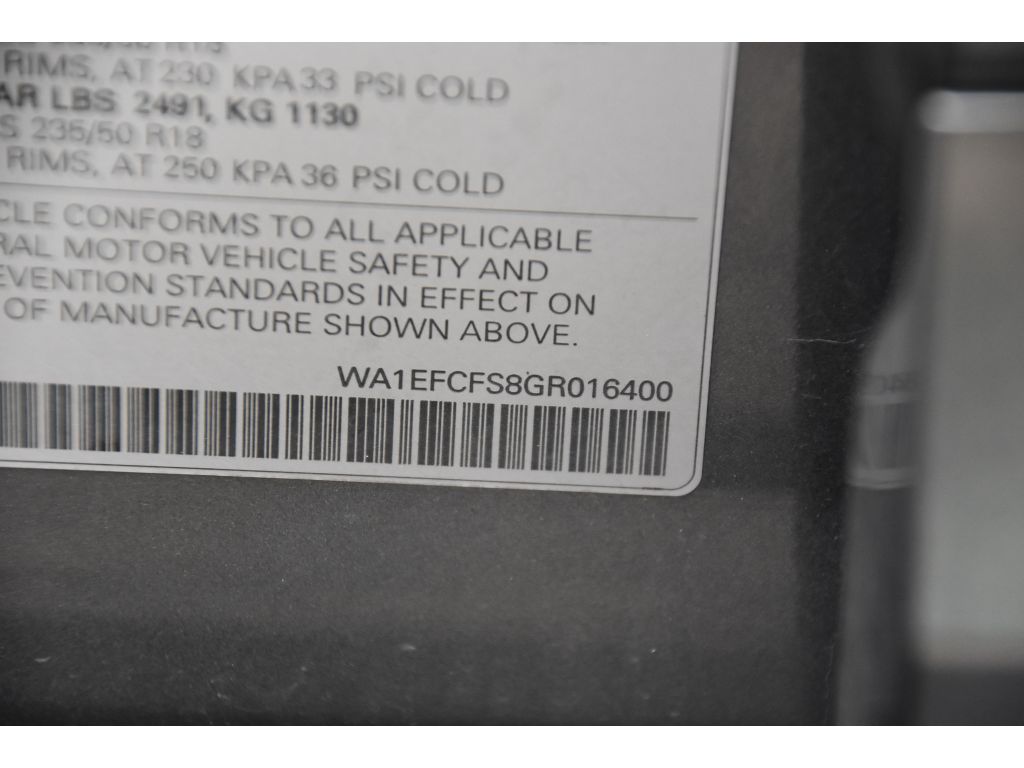 R18
RIMS, AT 230 KPA 33 PSI COLD
AR LBS 2491, KG 1130
S 235/50 R18
RIMS, AT 250 KPA 36 PSI COLD
CLE CONFORMS TO ALL APPLICABLE
RAL MOTOR VEHICLE SAFETY AND
EVENTION STANDARDS IN EFFECT ON
OF MANUFACTURE SHOWN ABOVE.
WA1EFCFS8GR016400